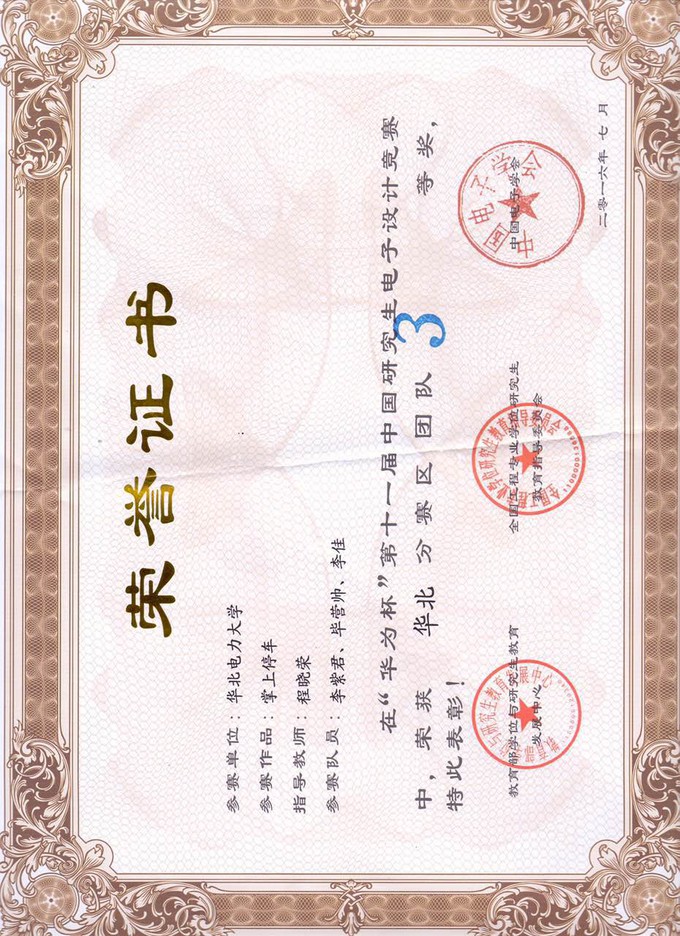 荣誉证书
参赛单位：华北电力大学
参赛作品：掌上停车
指导教师：程晓荣
参赛队员：李紫君、毕营帅、李佳
在“华为杯”第十一届中国研究生电子设计竞赛
中，荣获 华北 分赛区 团队 3 等奖，
特此表彰！
教育部学位与研究生教育
发展中心
全国工程专业学位研究生
教育指导委员会
中国电子学会
中国电子学会
二零一六年 七 月